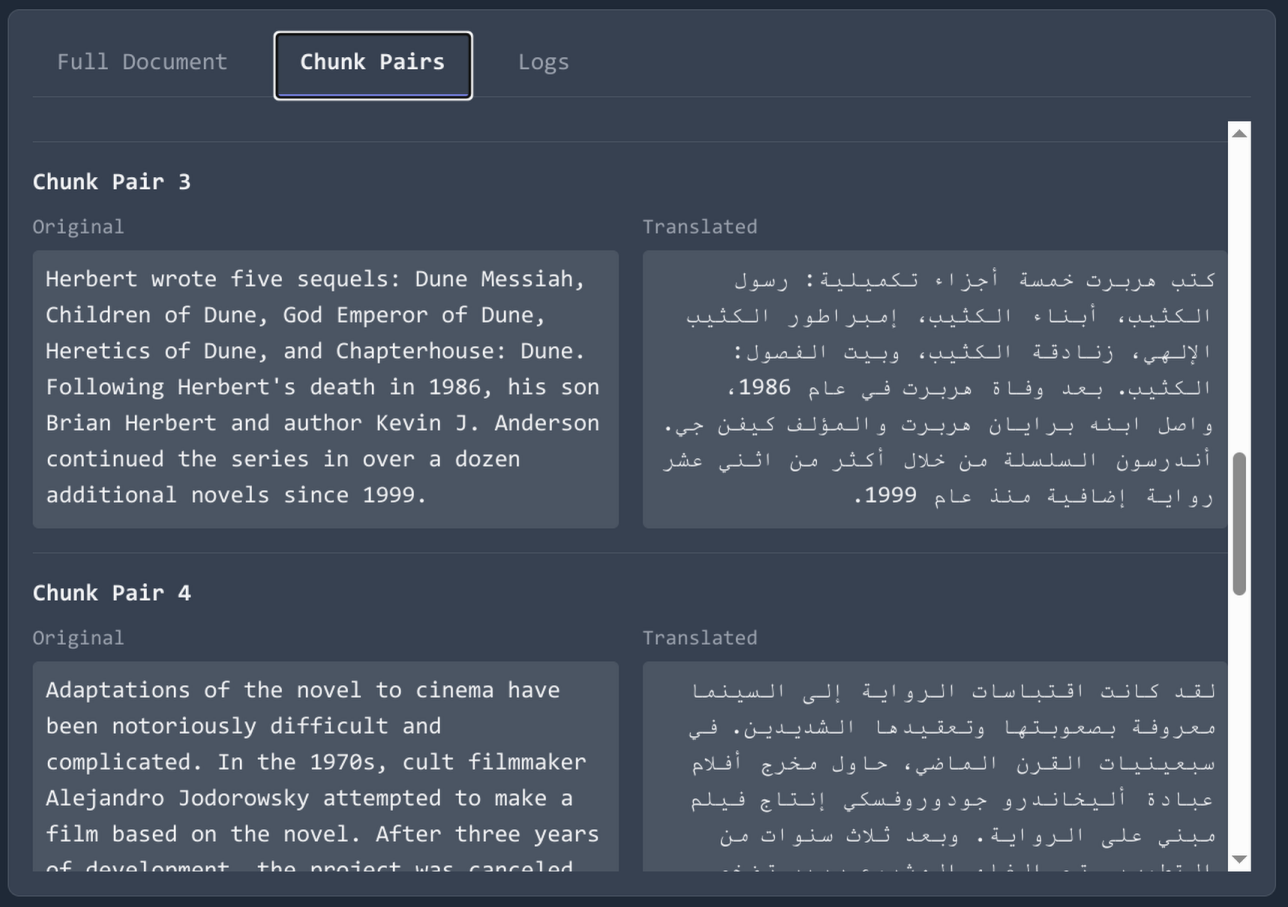 Full Document
Chunk Pairs
Logs
Chunk Pair 3
Original
Herbert wrote five sequels: Dune Messiah,
Children of Dune, God Emperor of Dune,
Heretics of Dune, and Chapterhouse: Dune.
Following Herbert's death in 1986, his son
Brian Herbert and author Kevin J. Anderson
continued the series in over a dozen
additional novels since 1999.
Translated
كتب هربرت خمسة أجزاء تكميلية: رسول
الكثيب، أبناء الكثيب، إمبراطور الكثيب
الإلهي، زنادقة الكثيب، وبيت الفصول:
الكثيب. بعد وفاة هربرت في عام 1986،
واصل ابنه برايان هربرت والمؤلف كيفن جي.
أندرسون السلسلة من خلال أكثر من اثني عشر
رواية إضافية منذ عام 1999.
Chunk Pair 4
Original
Adaptations of the novel to cinema have
been notoriously difficult and
complicated. In the 1970s, cult filmmaker
Alejandro Jodorowsky attempted to make a
film based on the novel. After three years
of development, the project was canceled
Translated
لقد كانت اقتباسات الرواية إلى السينما
معروفة بصعوبتها وتعقيدها الشديدين. في
سبعينيات القرن الماضي، حاول مخرج أفلام
عبادة أليخاندرو جودوروفسكي إنتاج فيلم
مبني على الرواية. وبعد ثلاث سنوات من